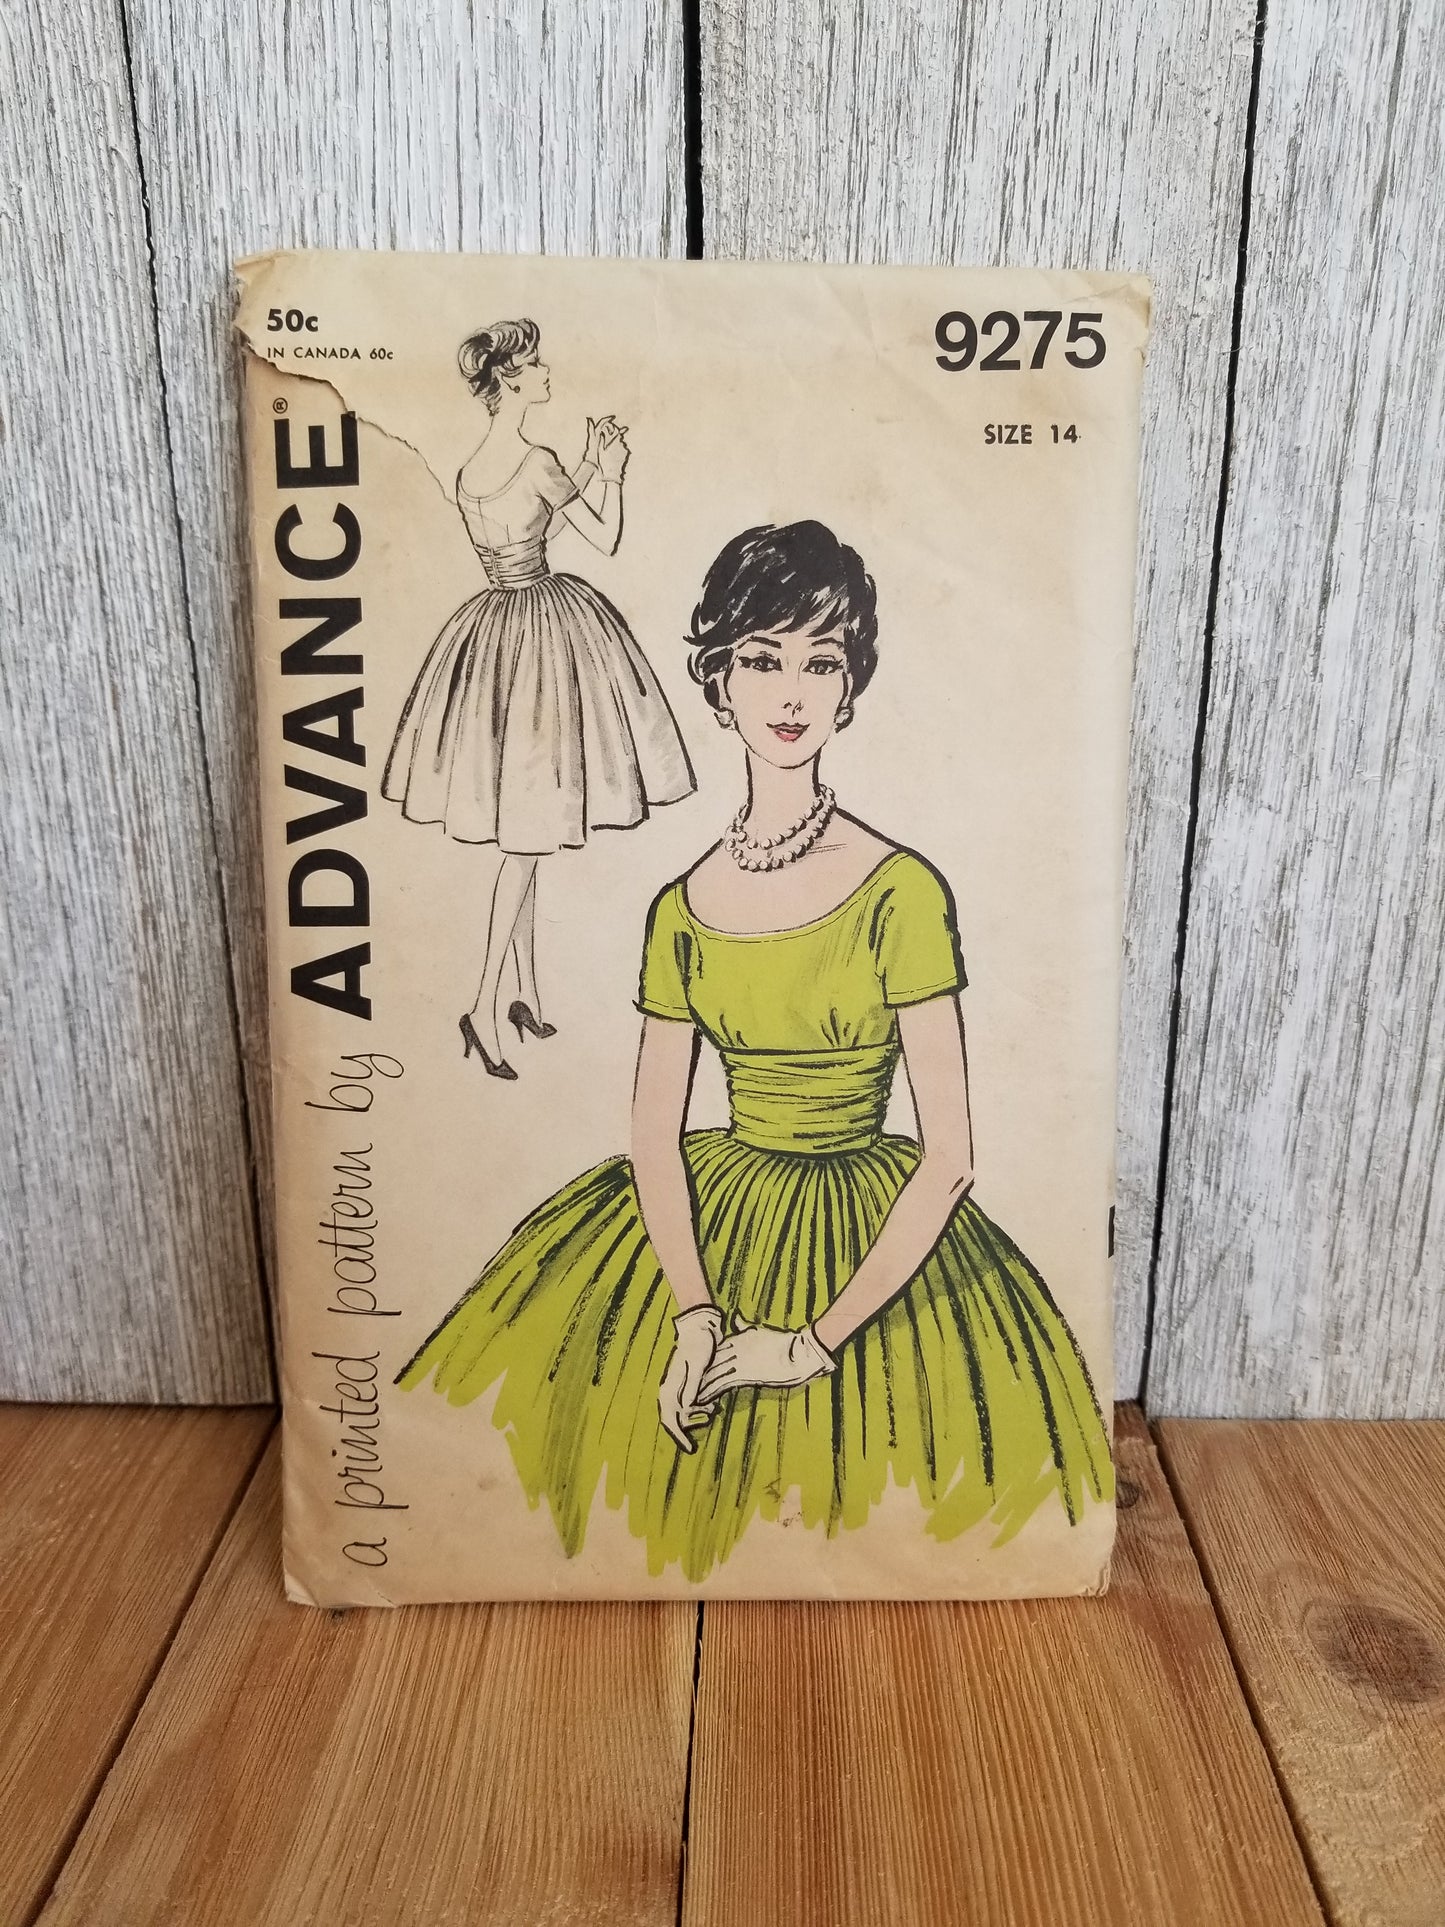 50c
IN CANADA 60c
9275
SIZE 14
a printed pattern by ADVANCE®